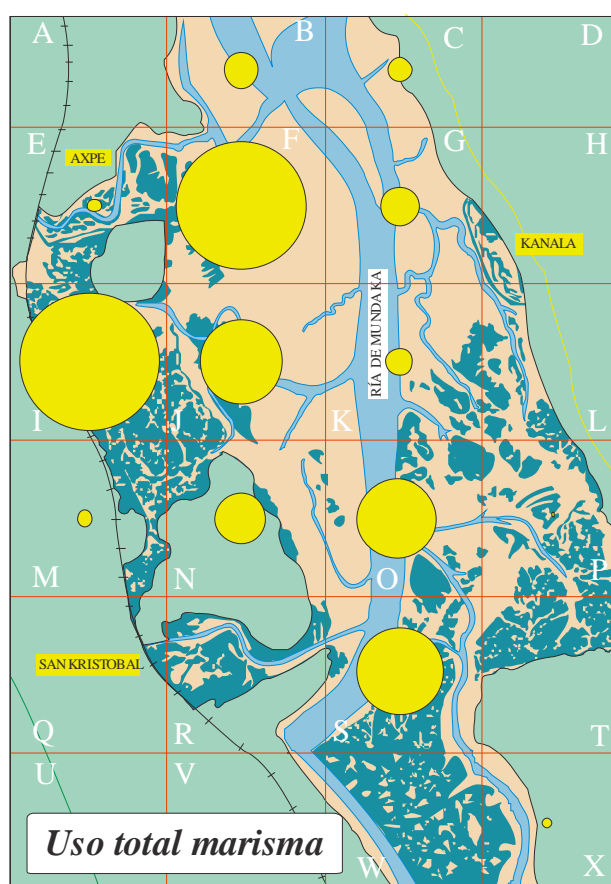 A
B
C
D
E
F
G
H
AXPE
KANALA
RÍA DE MUNDAKA
I
J
K
L
M
N
O
P
SAN KRISTOBAL
Q
R
S
T
U
V
Uso total marisma
W
X